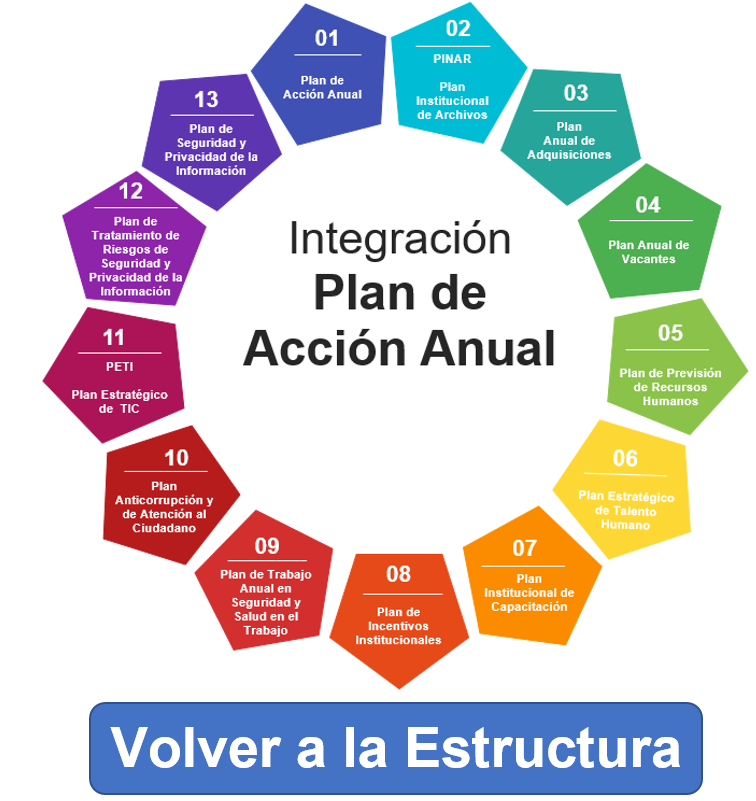 Integración
Plan de
Acción Anual
01
Plan de
Acción Anual
02
PINAR
Plan
Institucional
de Archivos
03
Plan
Anual de
Adquisiciones
04
Plan Anual de
Vacantes
05
Plan de Previsión
de Recursos
Humanos
06
Plan Estratégico
de Talento
Humano
07
Plan
Institucional de
Capacitación
08
Plan de
Incentivos
Institucionales
09
Plan de Trabajo
Anual en
Seguridad y
Salud en el
Trabajo
10
Plan
Anticorrupción y
de Atención al
Ciudadano
11
PETI
Plan Estratégico
de TIC
12
Plan de
Tratamiento de
Riesgos de
Seguridad y
Privacidad de la
Información
13
Plan de
Seguridad y
Privacidad de la
Información
Volver a la Estructura